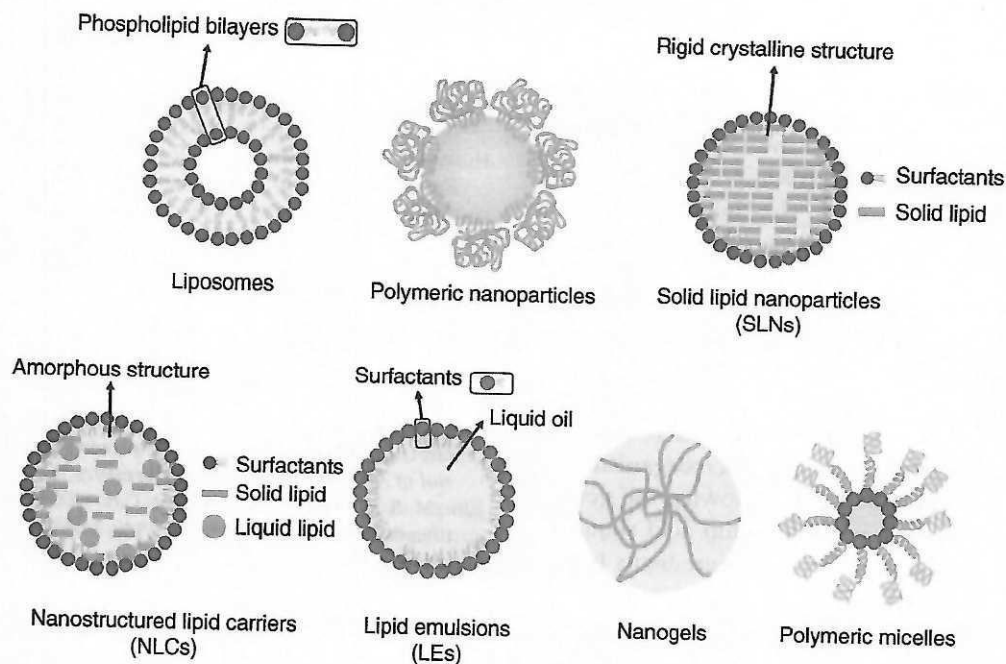 Phospholipid bilayers
Rigid crystalline structure
Surfactants
Solid lipid
Liposomes
Polymeric nanoparticles
Solid lipid nanoparticles
(SLNs)
Amorphous structure
Surfactants
Liquid oil
Surfactants
Solid lipid
Liquid lipid
Nanostructured lipid carriers
(NLCs)
Lipid emulsions
(LEs)
Nanogels
Polymeric micelles